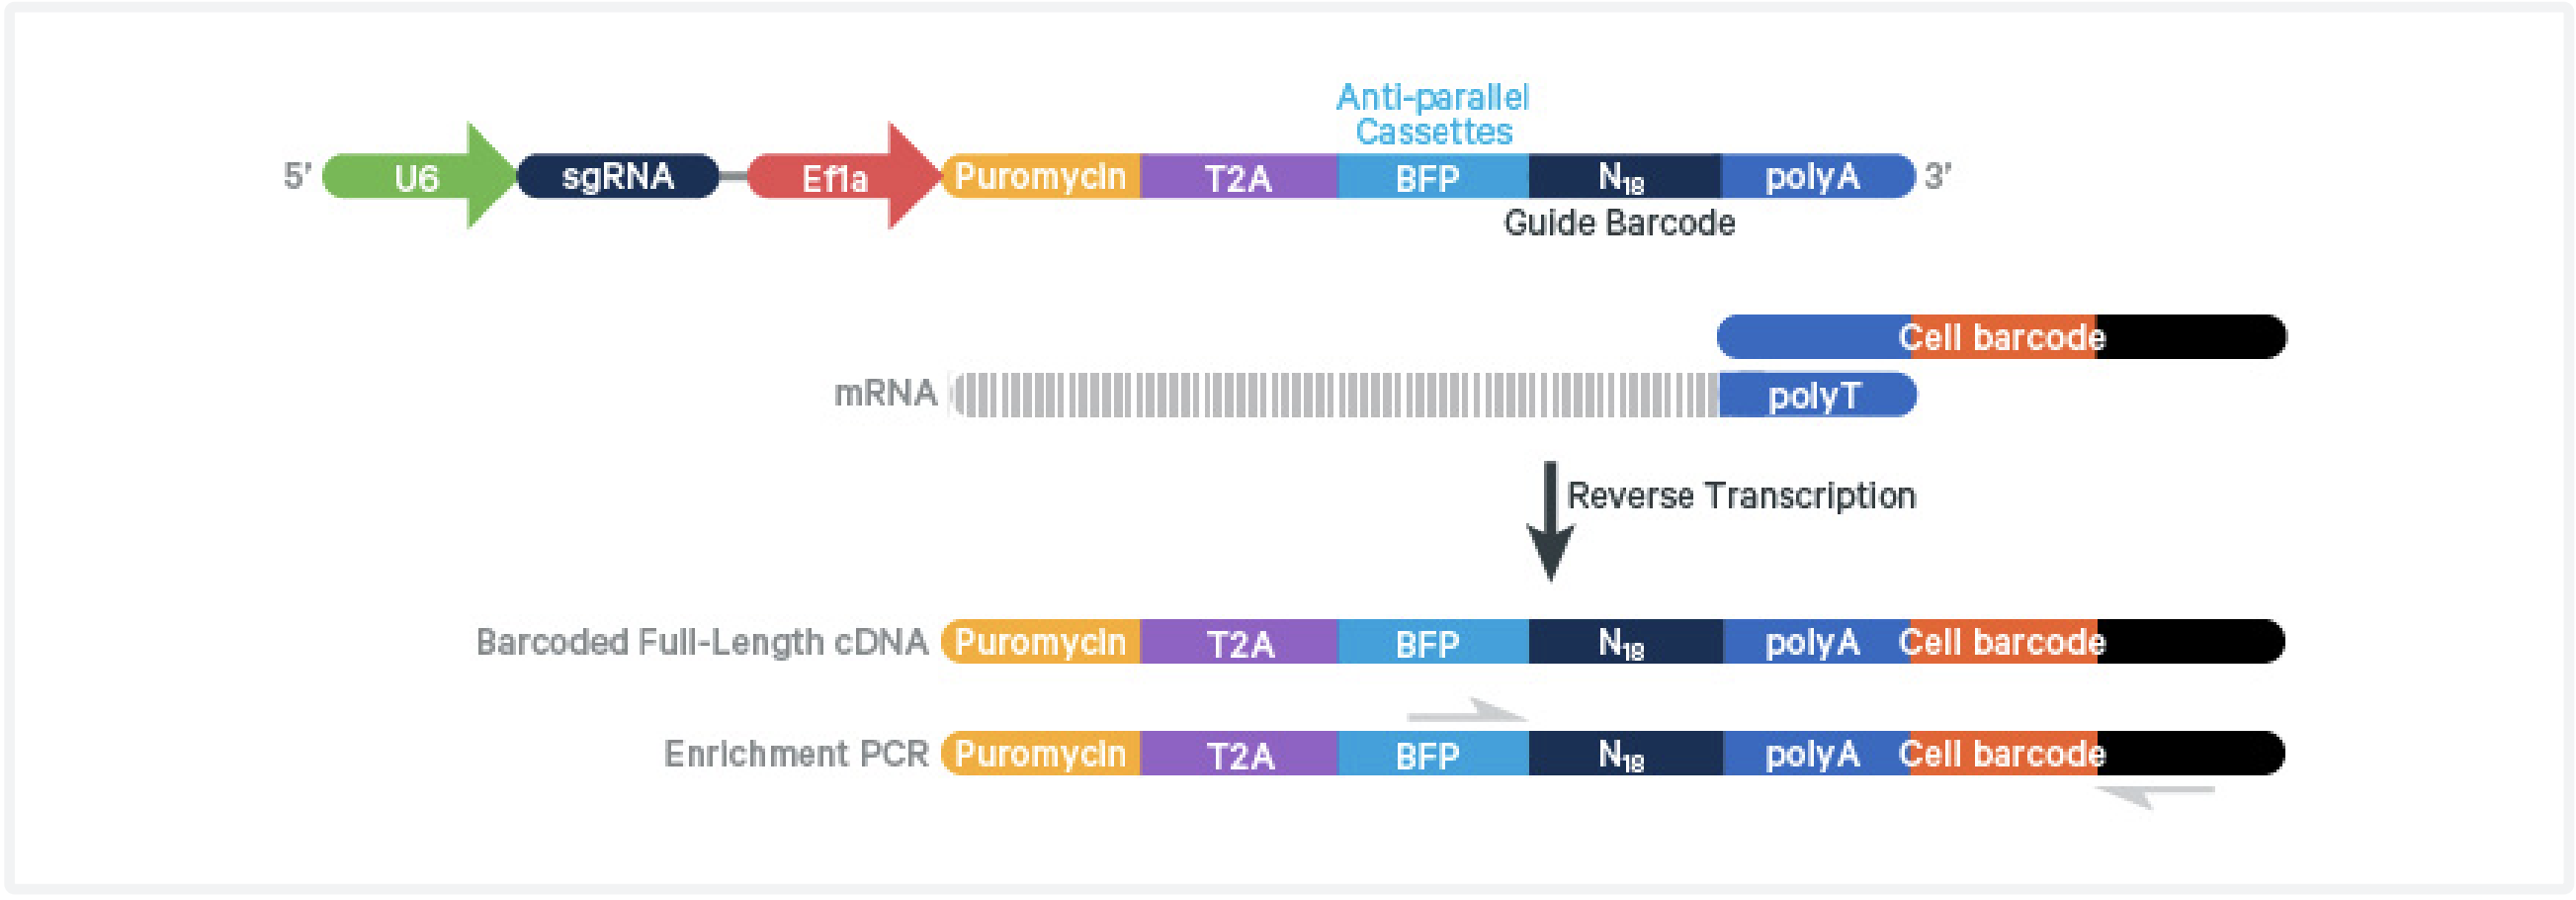 Anti-parallel
Cassettes
5’ U6 sgRNA Ef1a Puromycin T2A BFP N₁₈ polyA 3’
Guide Barcode
Cell barcode
mRNA polyT
Reverse Transcription
Barcoded Full-Length cDNA Puromycin T2A BFP N₁₈ polyA Cell barcode
Enrichment PCR Puromycin T2A BFP N₁₈ polyA Cell barcode